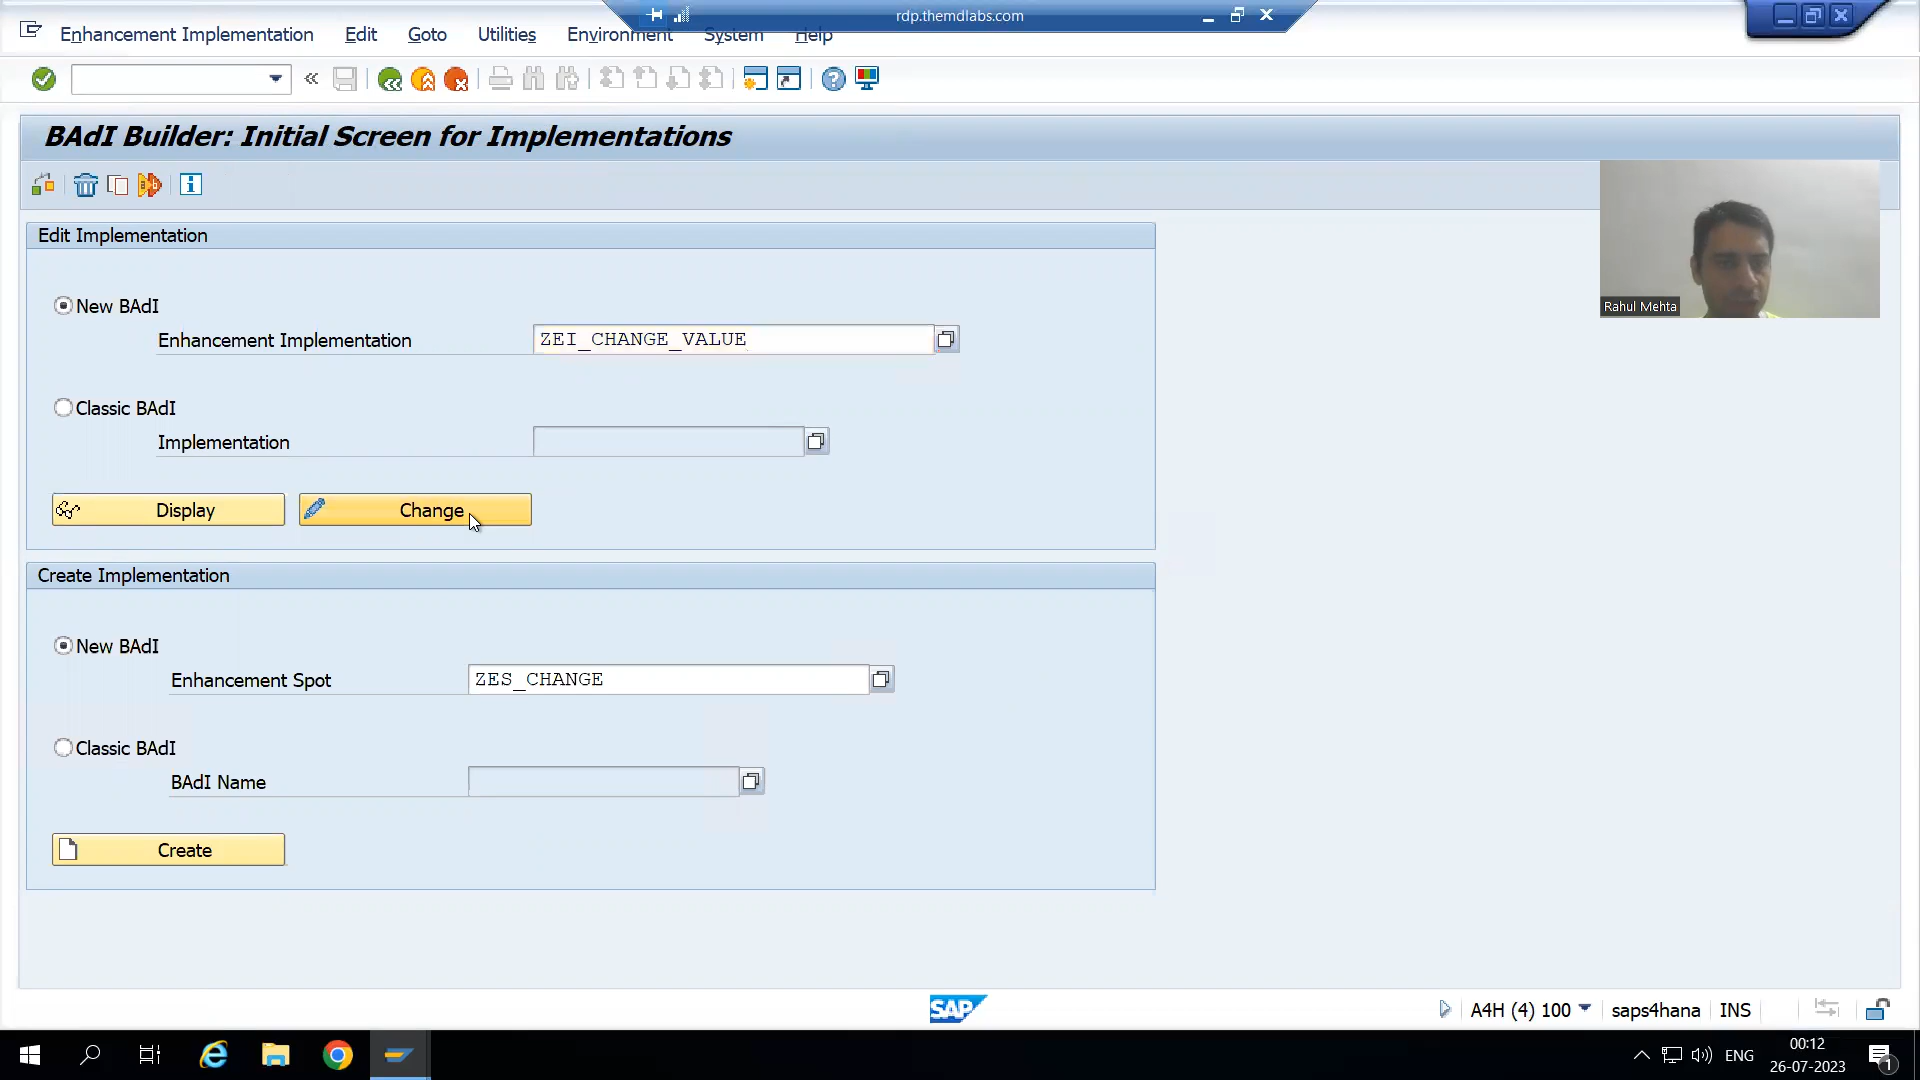 rdp.themdlabs.com
Enhancement Implementation Edit Goto Utilities Environment System Help
BAdI Builder: Initial Screen for Implementations
Edit Implementation
Rahul Mehta
New BAdI
Enhancement Implementation ZEI_CHANGE_VALUE
Classic BAdI
Implementation
Display Change
Create Implementation
New BAdI
Enhancement Spot ZES_CHANGE
Classic BAdI
BAdI Name
Create
SAP A4H (4) 100 saps4hana INS
00:12
ENG
26-07-2023
1